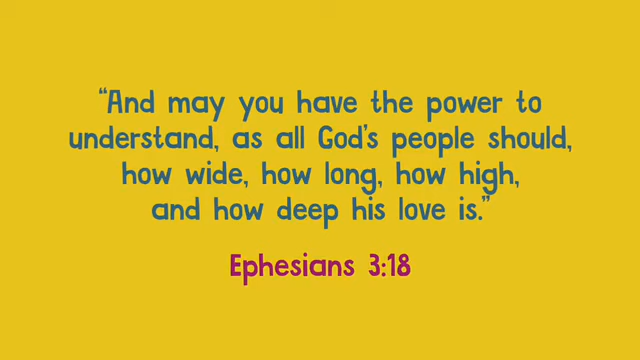 “And may you have the power to
understand, as all God’s people should,
how wide, how long, how high,
and how deep his love is.”
Ephesians 3:18